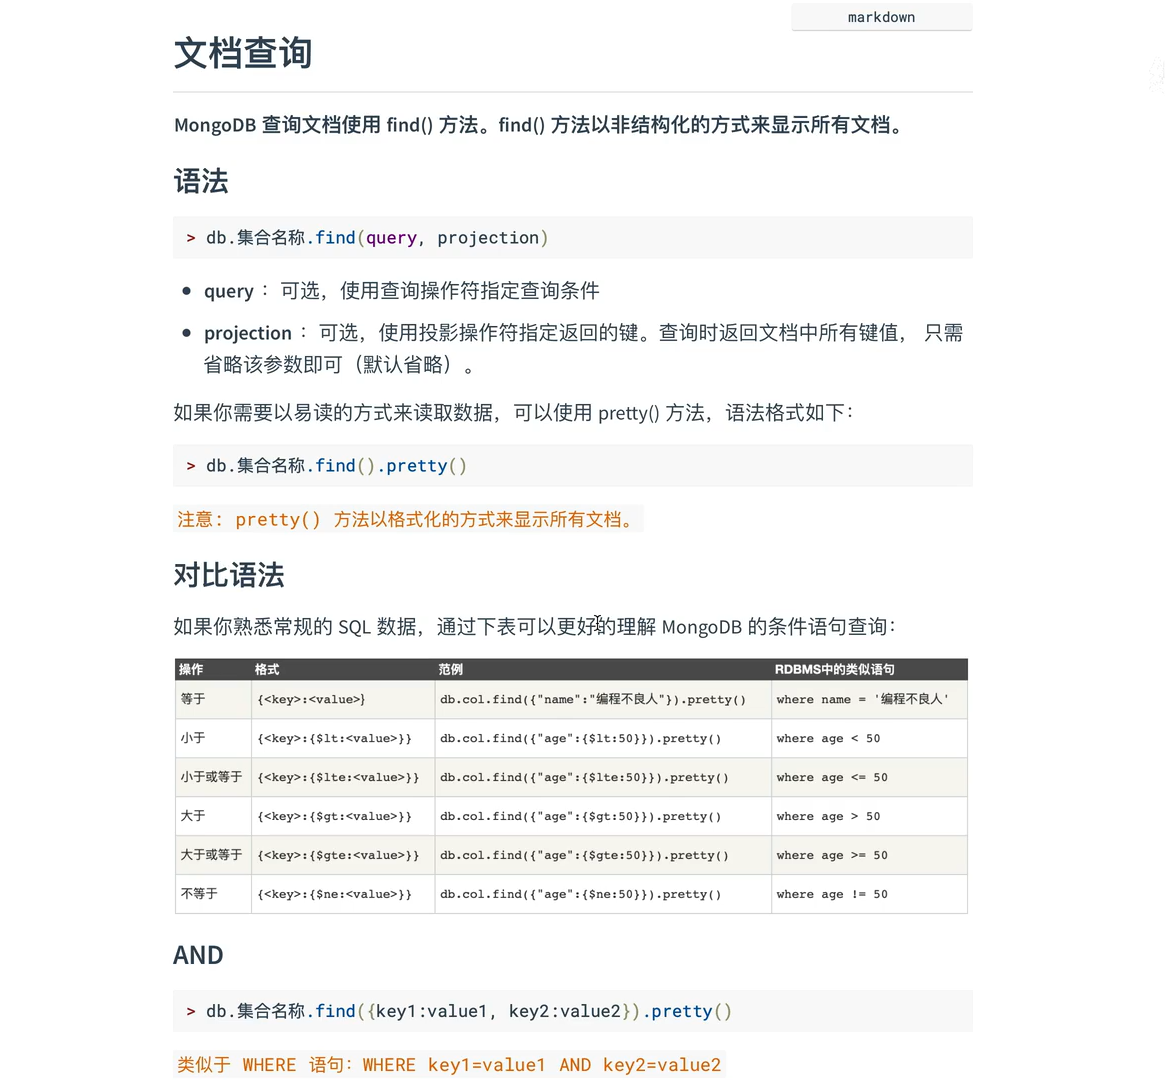 markdown
文档查询
MongoDB 查询文档使用 find() 方法。find() 方法以非结构化的方式来显示所有文档。
语法
> db.集合名称.find(query, projection)
• query ：可选，使用查询操作符指定查询条件
• projection ：可选，使用投影操作符指定返回的键。查询时返回文档中所有键值， 只需
省略该参数即可（默认省略）。
如果你需要以易读的方式来读取数据，可以使用 pretty() 方法，语法格式如下：
> db.集合名称.find().pretty()
注意: pretty() 方法以格式化的方式来显示所有文档。
对比语法
如果你熟悉常规的 SQL 数据，通过下表可以更好的理解 MongoDB 的条件语句查询：
操作 格式 范例 RDBMS中的类似语句
等于 {<key>:<value>} db.col.find({"name":"编程不良人"}).pretty() where name = '编程不良人'
小于 {<key>:{$lt:<value>}} db.col.find({"age":{$lt:50}}).pretty() where age < 50
小于或等于 {<key>:{$lte:<value>}} db.col.find({"age":{$lte:50}}).pretty() where age <= 50
大于 {<key>:{$gt:<value>}} db.col.find({"age":{$gt:50}}).pretty() where age > 50
大于或等于 {<key>:{$gte:<value>}} db.col.find({"age":{$gte:50}}).pretty() where age >= 50
不等于 {<key>:{$ne:<value>}} db.col.find({"age":{$ne:50}}).pretty() where age != 50
AND
> db.集合名称.find({key1:value1, key2:value2}).pretty()
类似于 WHERE 语句：WHERE key1=value1 AND key2=value2